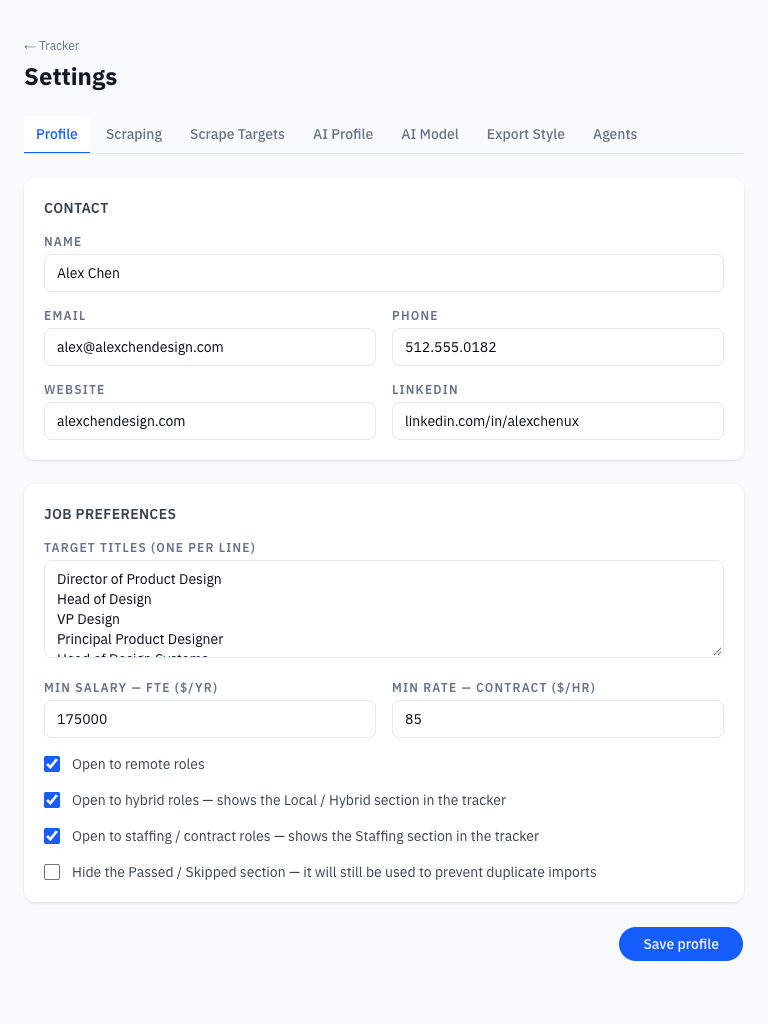 ← Tracker
Settings
Profile Scraping Scrape Targets AI Profile AI Model Export Style Agents
CONTACT
NAME
Alex Chen
EMAIL PHONE
alex@alexchendesign.com 512.555.0182
WEBSITE LINKEDIN
alexchendesign.com linkedin.com/in/alexchenux
JOB PREFERENCES
TARGET TITLES (ONE PER LINE)
Director of Product Design
Head of Design
VP Design
Principal Product Designer
Head of Design Systems
MIN SALARY — FTE ($/YR) MIN RATE — CONTRACT ($/HR)
175000 85
Open to remote roles
Open to hybrid roles — shows the Local / Hybrid section in the tracker
Open to staffing / contract roles — shows the Staffing section in the tracker
Hide the Passed / Skipped section — it will still be used to prevent duplicate imports
Save profile